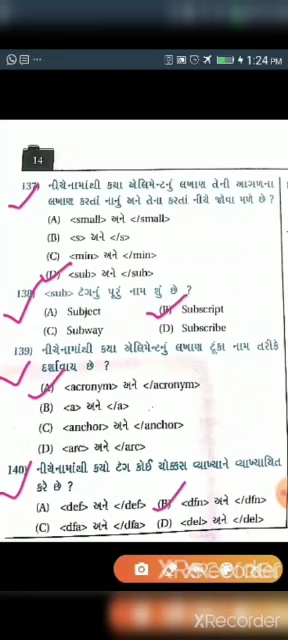 1:24 PM
14
137) નીચેનામાંથી કયા એલિમેન્ટનું લખાણ તેની આગળના
લખાણ કરતાં નાનું અને તેના કરતાં નીચે જોવા મળે છે ?
(A) <small> અને </small>
(B) <s> અને </s>
(C) <min> અને </min>
(D) <sub> અને </sub>
138) <sub> ટેગનું પૂરું નામ શું છે ?
(A) Subject (B) Subscript
(C) Subway (D) Subscribe
139) નીચેનામાંથી કયા એલિમેન્ટનું લખાણ ટૂંકા નામ તરીકે
દર્શાવાય છે ?
(A) <acronym> અને </acronym>
(B) <a> અને </a>
(C) <anchor> અને </anchor>
(D) <arc> અને </arc>
140) નીચેનામાંથી કયો ટેગ કોઈ ચોક્કસ વ્યાખ્યાને વ્યાખ્યાયિત
કરે છે ?
(A) <def> અને </def> (B) <dfn> અને </dfn>
(C) <dfa> અને </dfa> (D) <del> અને </del>
XRecorder
XRecorder